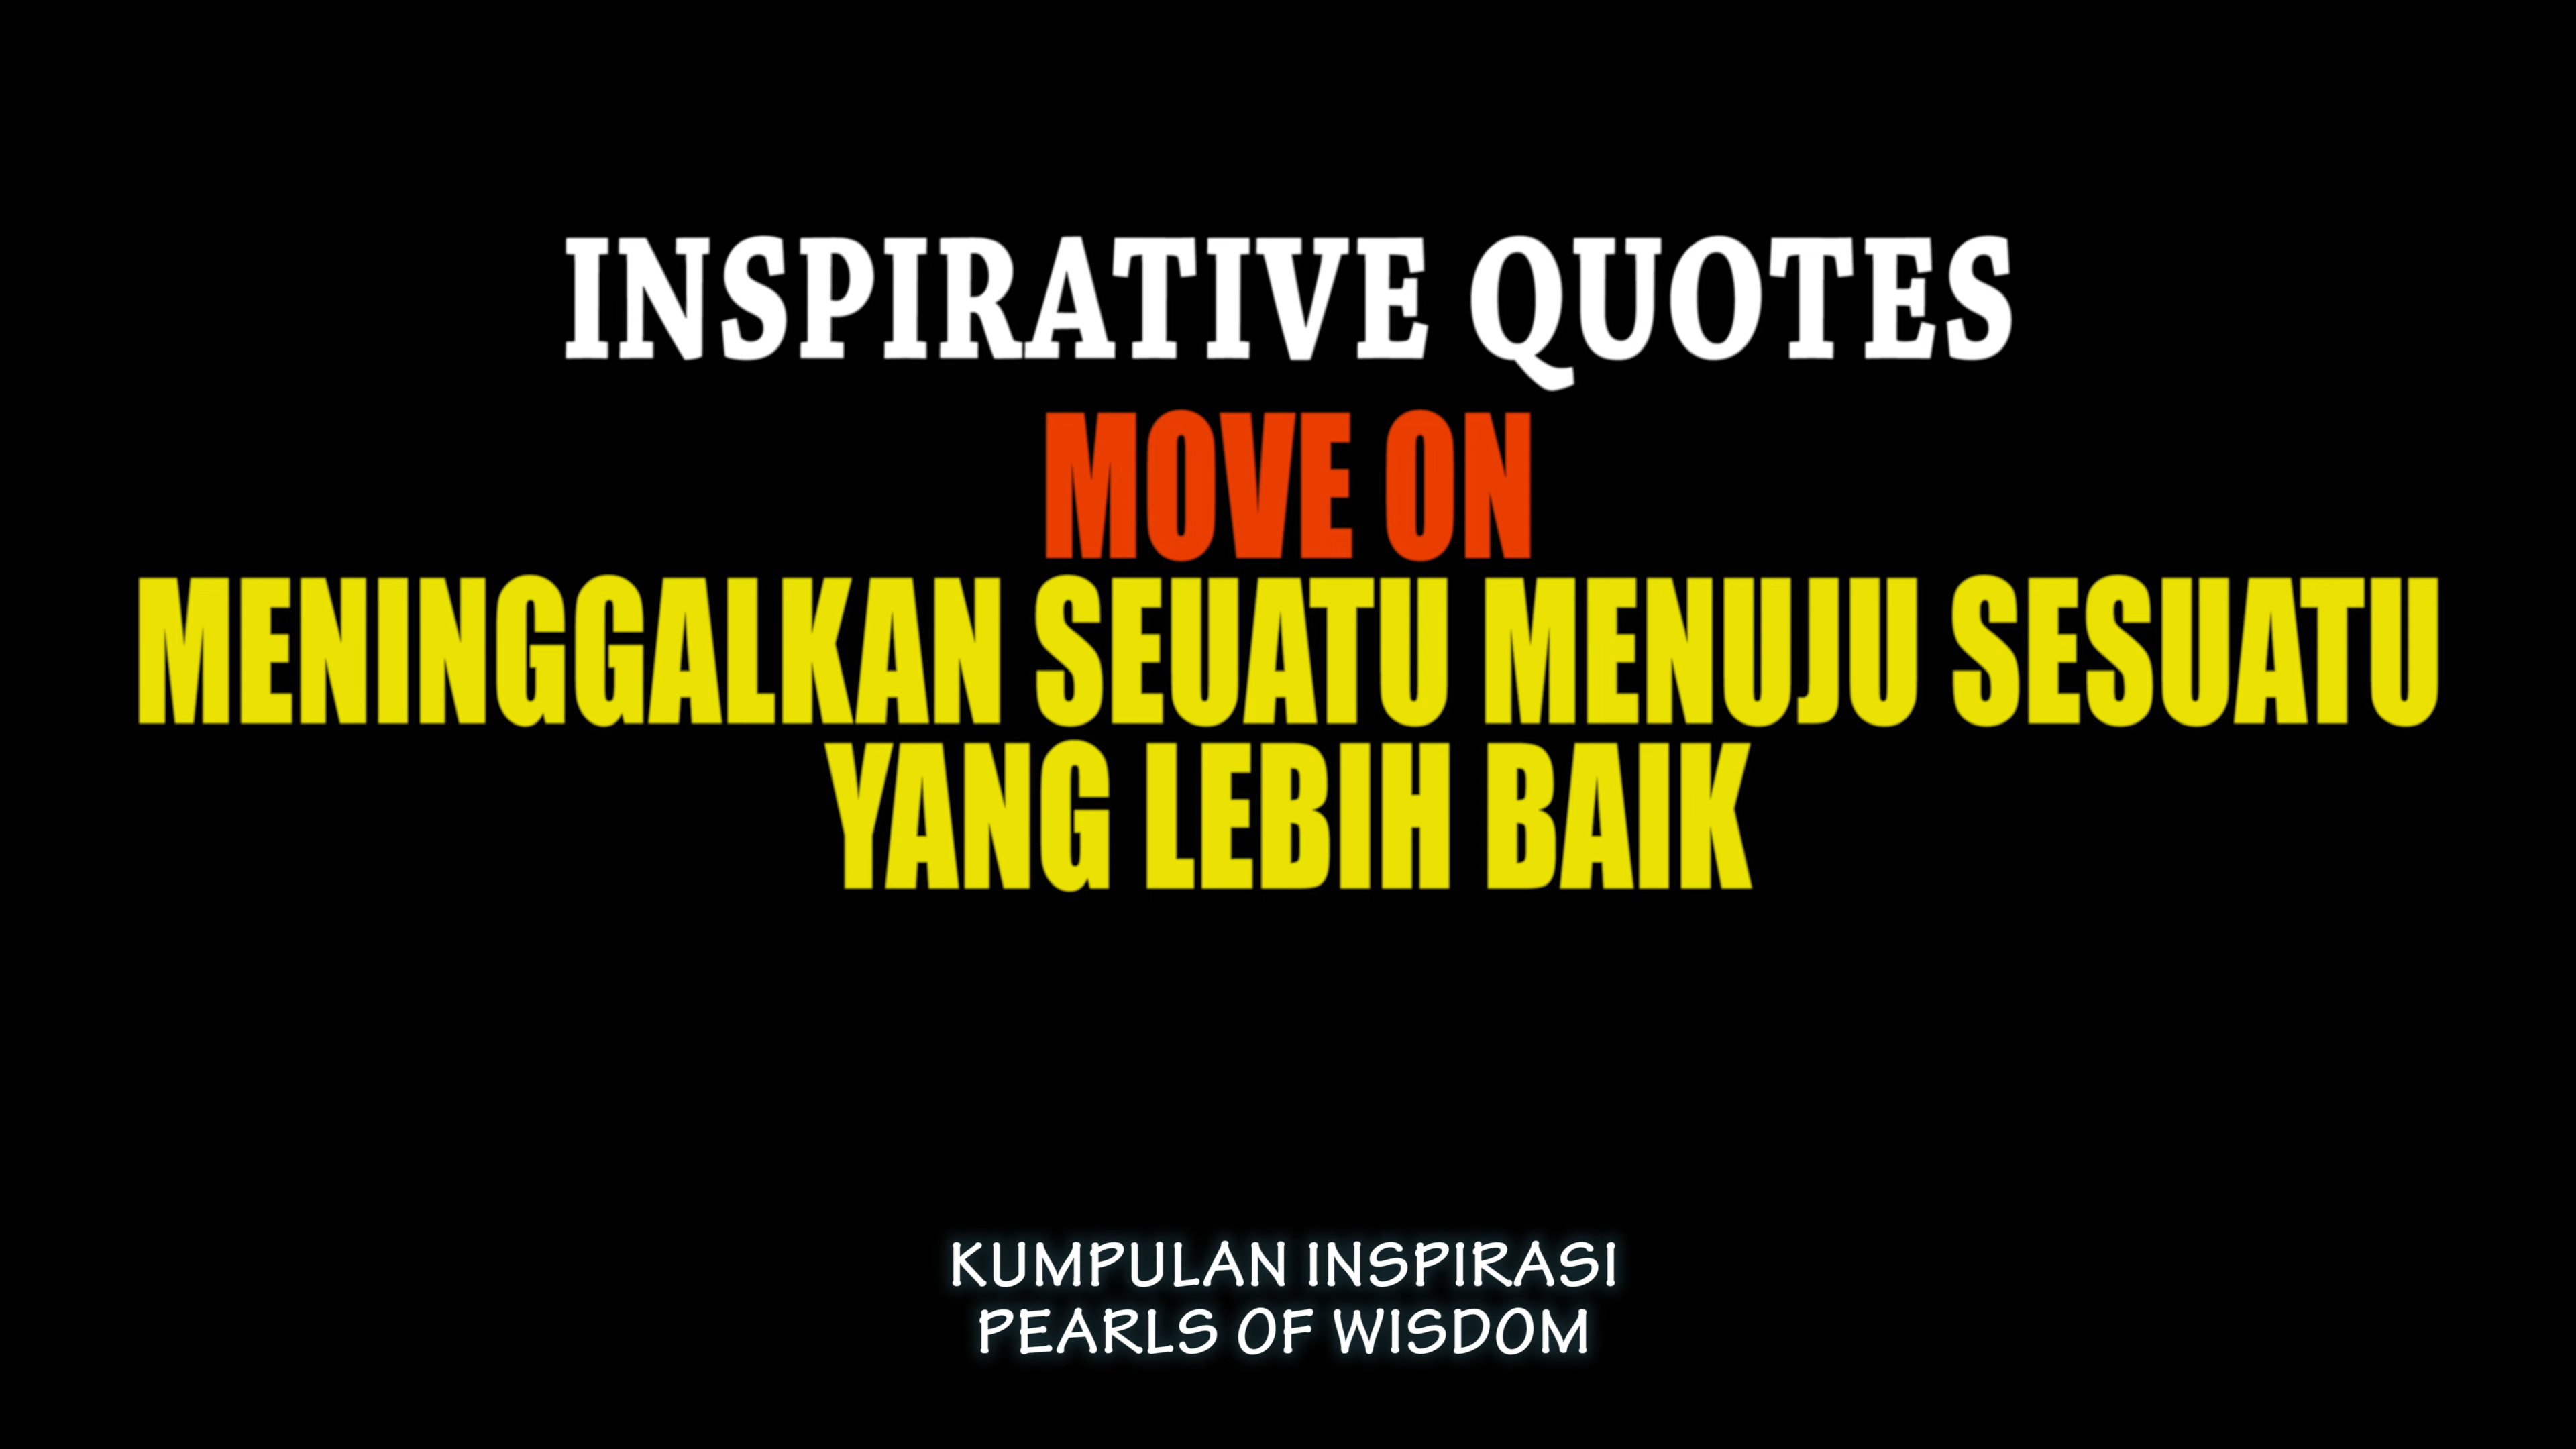 INSPIRATIVE QUOTES
MOVE ON
MENINGGALKAN SEUATU MENUJU SESUATU
YANG LEBIH BAIK
KUMPULAN INSPIRASI
PEARLS OF WISDOM